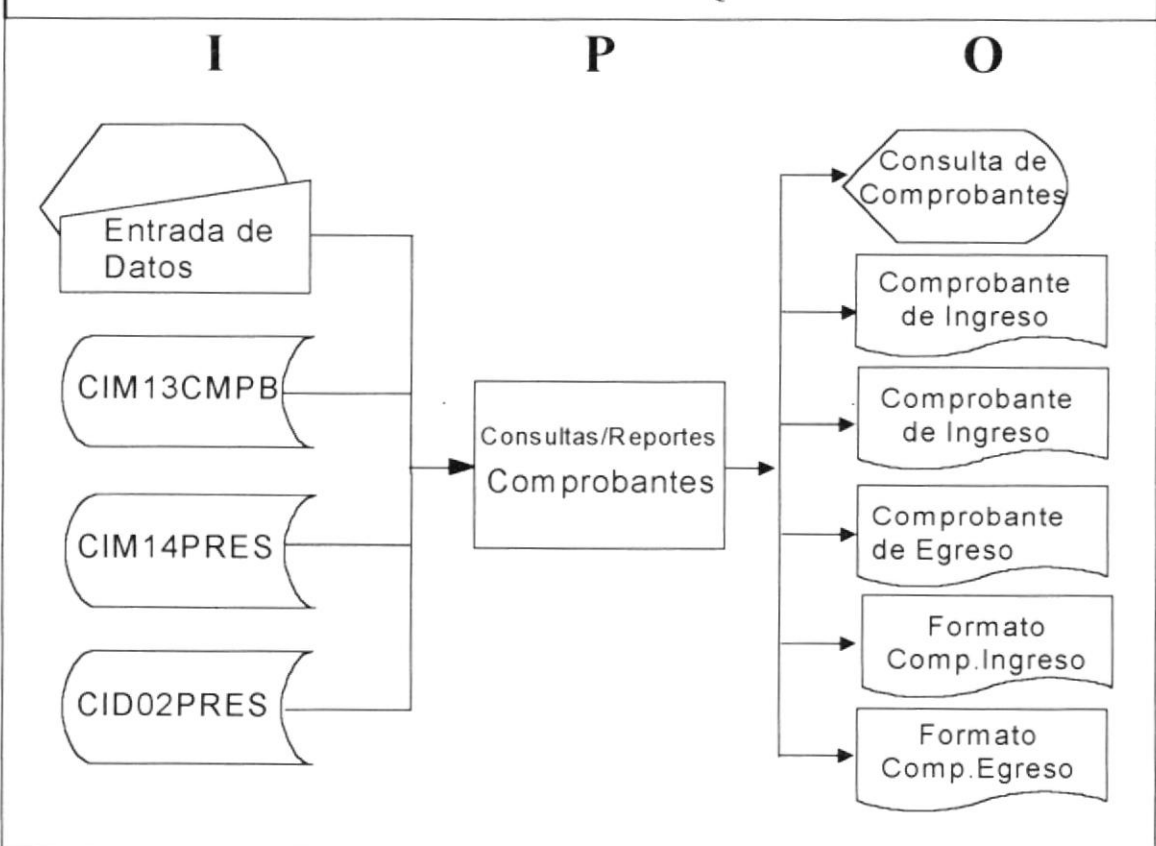 I
P
O
Entrada de
Datos
CIM13CMPB
CIM14PRES
CID02PRES
Consultas/Reportes
Comprobantes
Consulta de
Comprobantes
Comprobante
de Ingreso
Comprobante
de Ingreso
Comprobante
de Egreso
Formato
Comp.Ingreso
Formato
Comp.Egreso